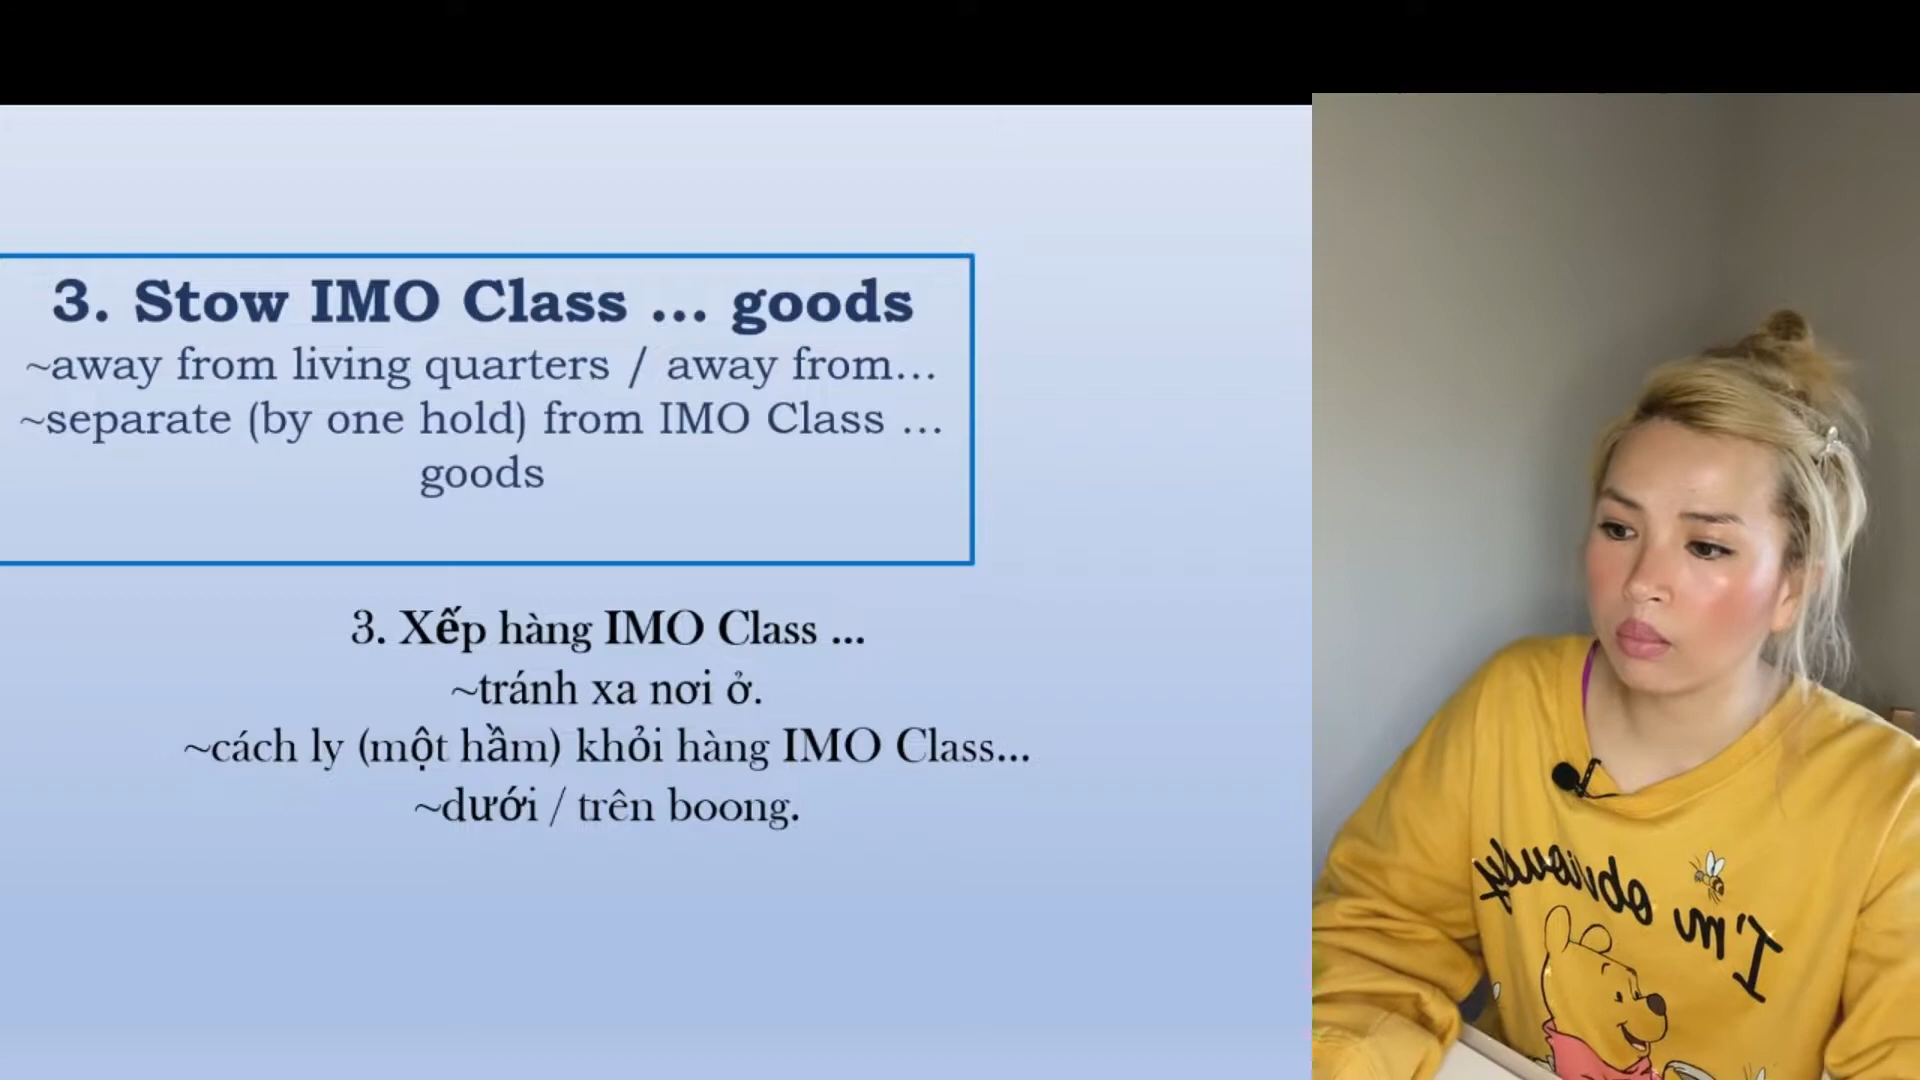 3. Stow IMO Class ... goods
~away from living quarters / away from...
~separate (by one hold) from IMO Class ...
goods
3. Xếp hàng IMO Class ...
~tránh xa nơi ở.
~cách ly (một hầm) khỏi hàng IMO Class...
~dưới / trên boong.
I'm obviously